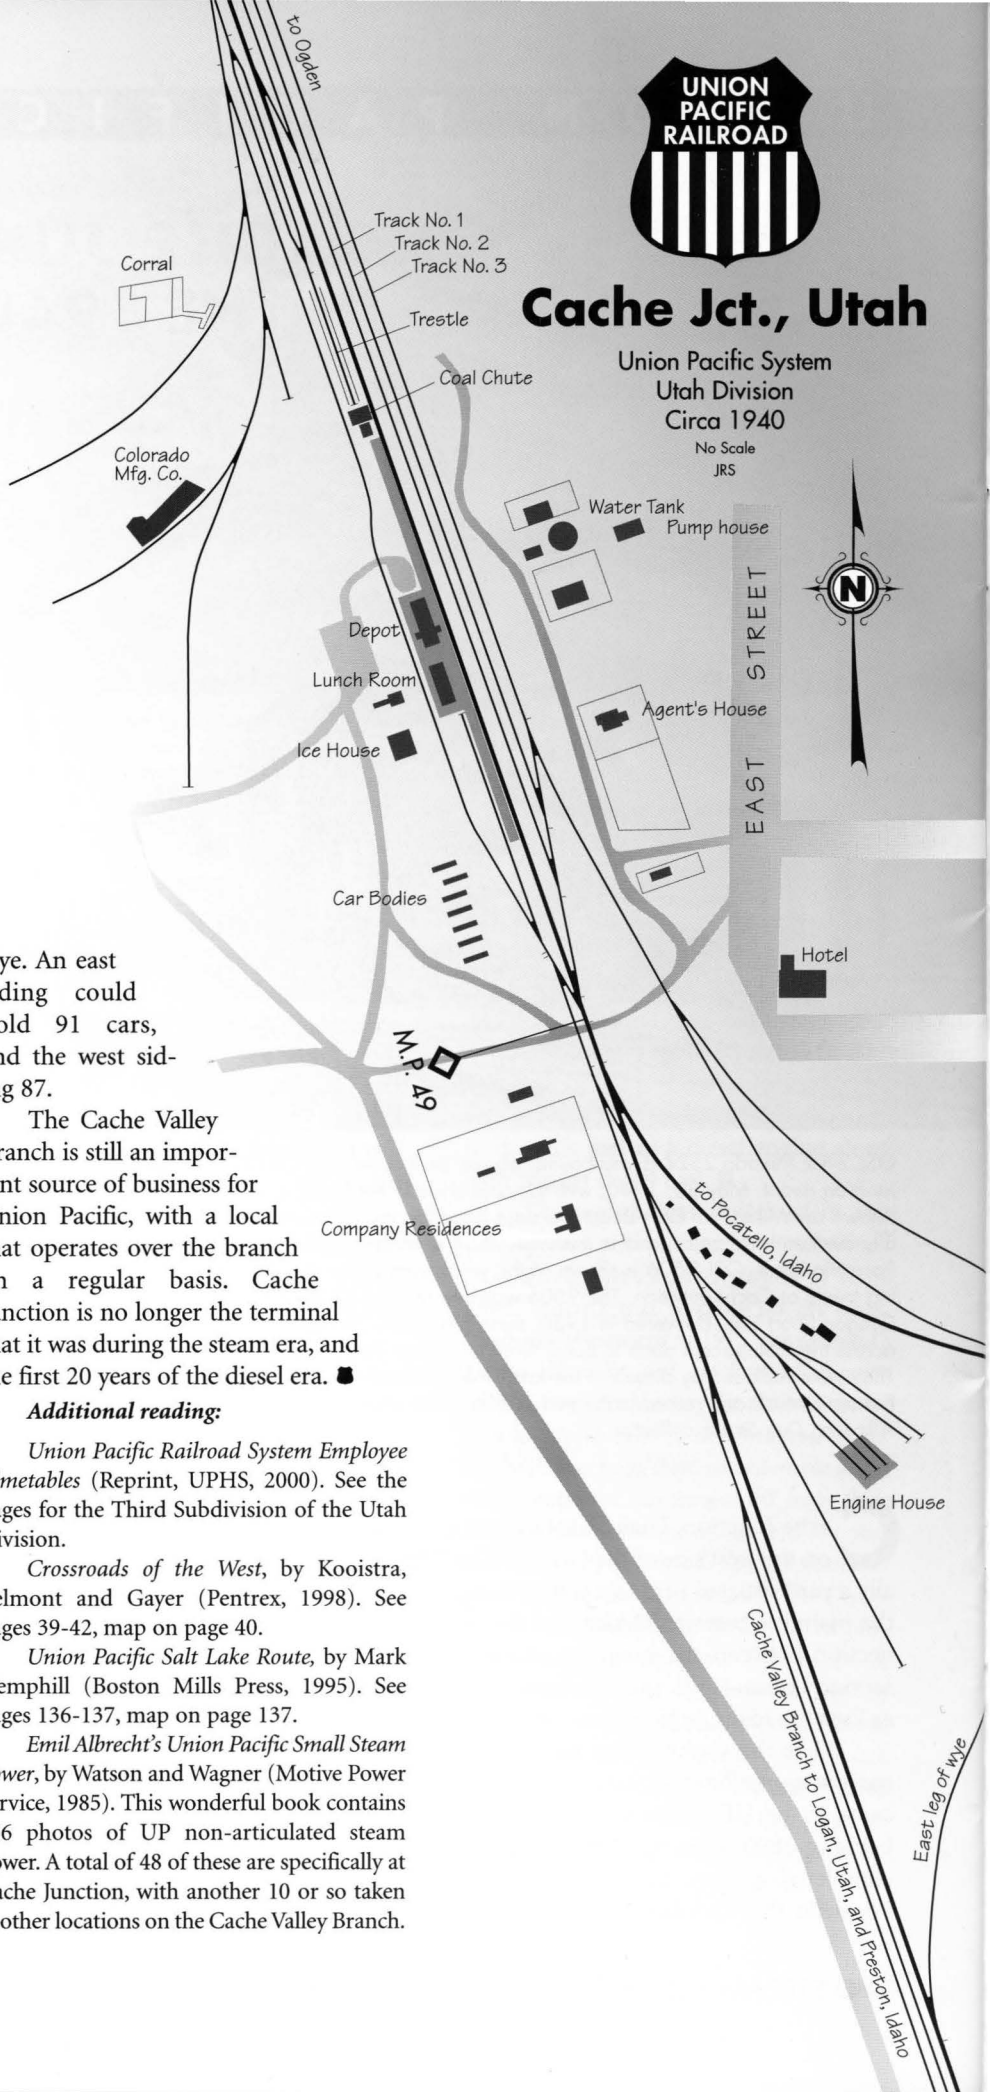 to Ogden
UNION
PACIFIC
RAILROAD
Cache Jct., Utah
Union Pacific System
Utah Division
Circa 1940
No Scale
JRS
Track No. 1
Track No. 2
Track No. 3
Corral
Trestle
Coal Chute
Colorado
Mfg. Co.
Water Tank
Pump house
N
EAST STREET
Depot
Lunch Room
Agent's House
Ice House
Car Bodies
Hotel
M.P. 49
Company Residences
to Pocatello, Idaho
Engine House
Cache Valley Branch to Logan, Utah, and Preston, Idaho
East leg of wye
ye. An east
ding could
old 91 cars,
nd the west sid-
g 87.
The Cache Valley
ranch is still an impor-
nt source of business for
nion Pacific, with a local
at operates over the branch
n a regular basis. Cache
unction is no longer the terminal
at it was during the steam era, and
e first 20 years of the diesel era.
Additional reading:
Union Pacific Railroad System Employee
metables (Reprint, UPHS, 2000). See the
ges for the Third Subdivision of the Utah
ivision.
Crossroads of the West, by Kooistra,
elmont and Gayer (Pentrex, 1998). See
ges 39-42, map on page 40.
Union Pacific Salt Lake Route, by Mark
emphill (Boston Mills Press, 1995). See
ges 136-137, map on page 137.
Emil Albrecht's Union Pacific Small Steam
ower, by Watson and Wagner (Motive Power
rvice, 1985). This wonderful book contains
6 photos of UP non-articulated steam
ower. A total of 48 of these are specifically at
ache Junction, with another 10 or so taken
other locations on the Cache Valley Branch.